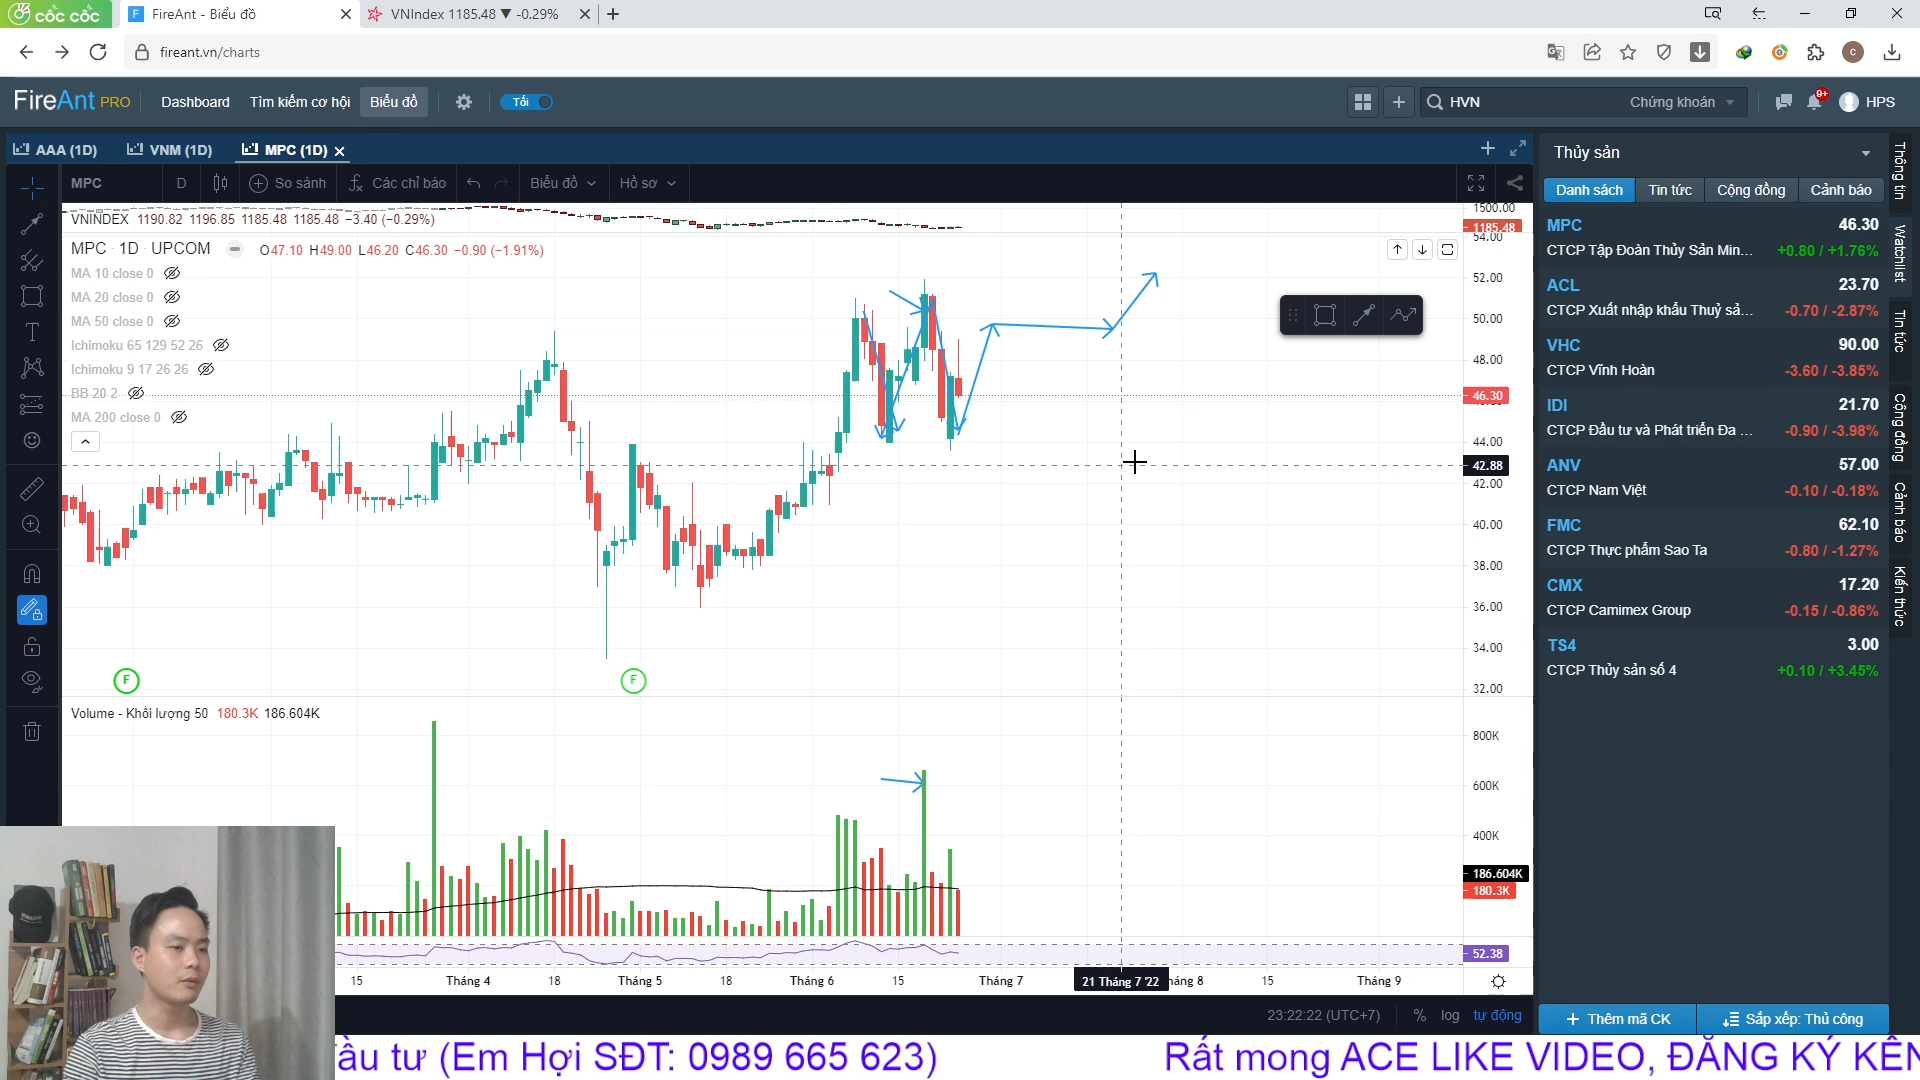 cốc cốc
FireAnt - Biểu đồ
VNIndex 1185.48 ▼ -0.29%
fireant.vn/charts
C
FireAnt PRO
Dashboard
Tìm kiếm cơ hội
Biểu đồ
Tối
HVN
Chứng khoán
9+
HPS
AAA (1D)
VNM (1D)
MPC (1D)
MPC
D
So sánh
Các chỉ báo
Biểu đồ
Hồ sơ
VNINDEX 1190.82 1196.85 1185.48 1185.48 −3.40 (−0.29%)
MPC · 1D · UPCOM
O47.10 H49.00 L46.20 C46.30 −0.90 (−1.91%)
MA 10 close 0
MA 20 close 0
MA 50 close 0
Ichimoku 65 129 52 26
Ichimoku 9 17 26 26
BB 20 2
MA 200 close 0
1500.00
1185.48
54.00
52.00
50.00
48.00
46.30
44.00
42.88
42.00
40.00
38.00
36.00
34.00
32.00
F
F
Volume - Khối lượng 50 180.3K 186.604K
800K
600K
400K
186.604K
180.3K
52.38
15
Tháng 4
18
Tháng 5
18
Tháng 6
15
Tháng 7
21 Tháng 7 '22
háng 8
15
Tháng 9
23:22:22 (UTC+7)
%
log
tự động
Thủy sản
Danh sách
Tin tức
Cộng đồng
Cảnh báo
MPC 46.30
CTCP Tập Đoàn Thủy Sản Min... +0.80 / +1.76%
ACL 23.70
CTCP Xuất nhập khẩu Thuỷ sả... -0.70 / -2.87%
VHC 90.00
CTCP Vĩnh Hoàn -3.60 / -3.85%
IDI 21.70
CTCP Đầu tư và Phát triển Đa ... -0.90 / -3.98%
ANV 57.00
CTCP Nam Việt -0.10 / -0.18%
FMC 62.10
CTCP Thực phẩm Sao Ta -0.80 / -1.27%
CMX 17.20
CTCP Camimex Group -0.15 / -0.86%
TS4 3.00
CTCP Thủy sản số 4 +0.10 / +3.45%
Thêm mã CK
Sắp xếp: Thủ công
Thông tin
Watchlist
Tin tức
Cộng đồng
Cảnh báo
Kiến thức
ầu tư (Em Hợi SĐT: 0989 665 623)
Rất mong ACE LIKE VIDEO, ĐĂNG KÝ KÊN